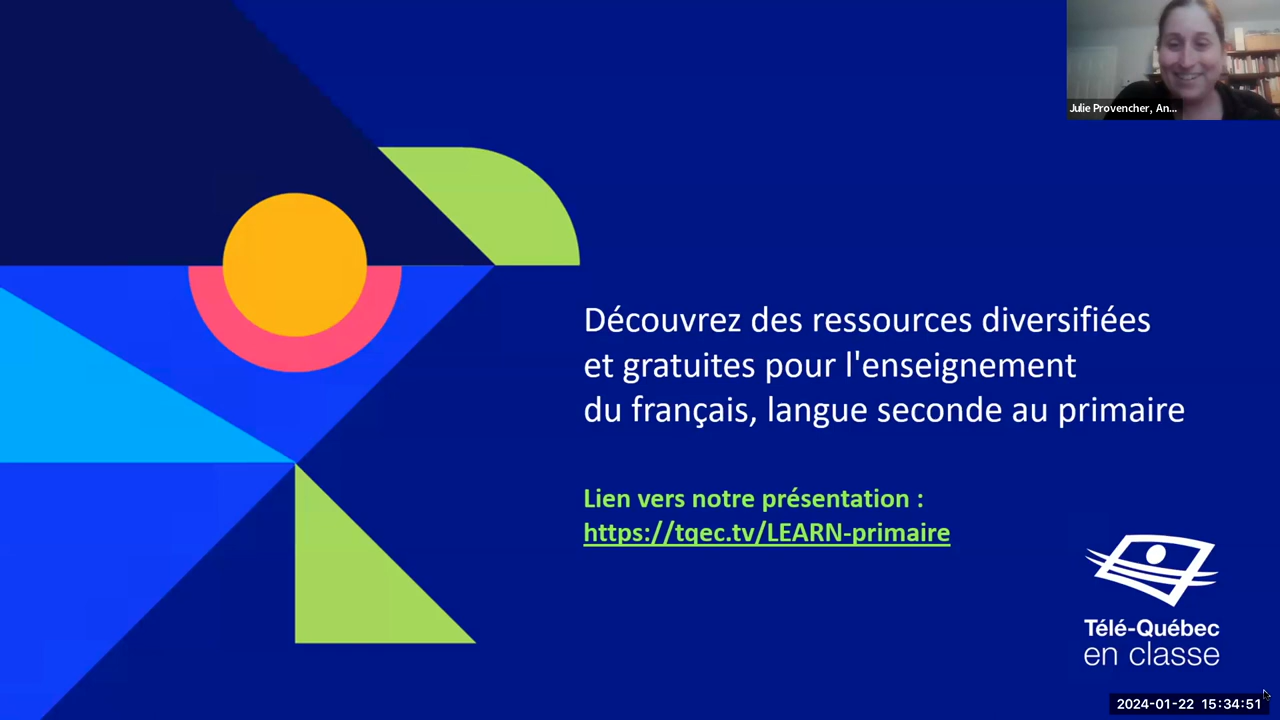 Julie Provencher, An...
Découvrez des ressources diversifiées
et gratuites pour l'enseignement
du français, langue seconde au primaire
Lien vers notre présentation :
https://tqec.tv/LEARN-primaire
Télé-Québec
en classe
2024-01-22 15:34:51